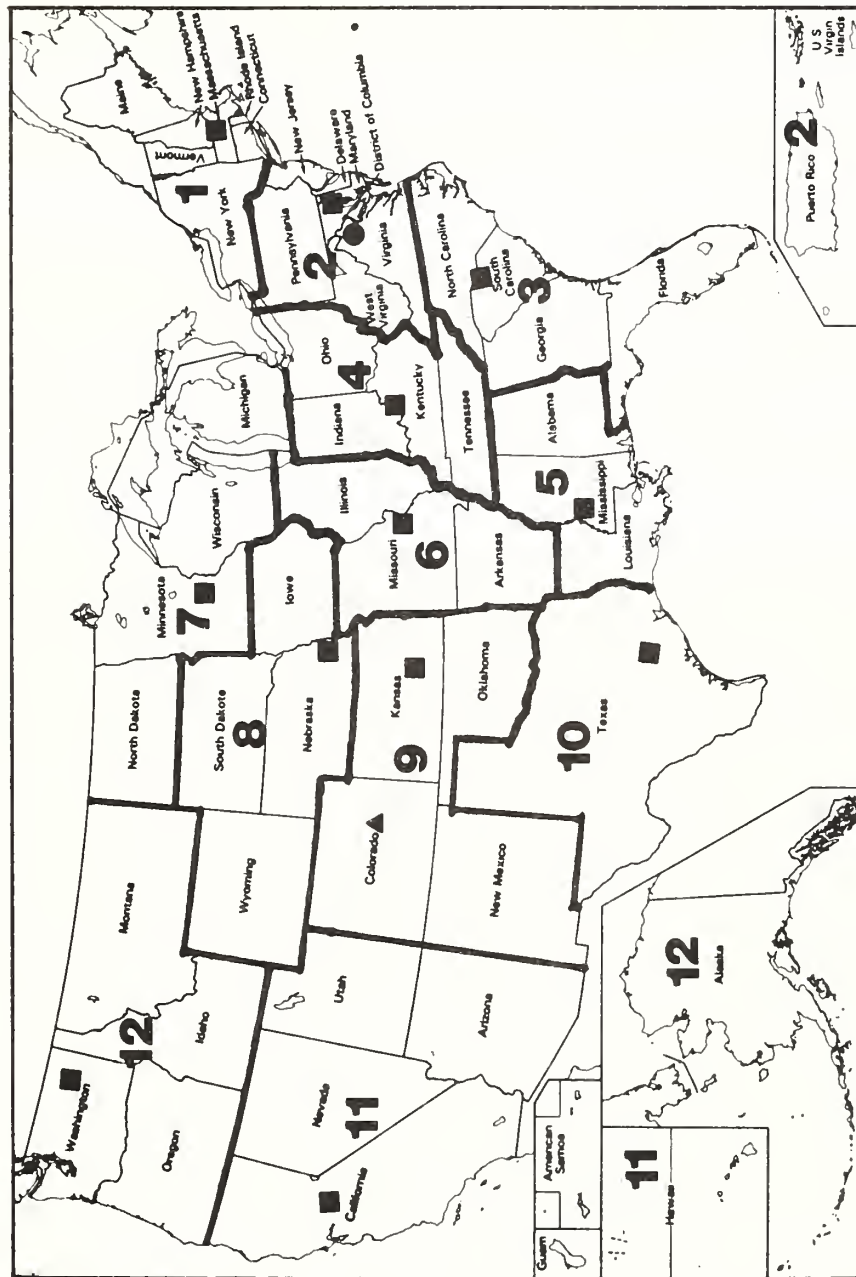 Washington
Oregon
California
Nevada
11
Idaho
12
Montana
Wyoming
Utah
Arizona
Colorado
New Mexico
North Dakota
South Dakota
8
Nebraska
Kansas
9
Oklahoma
Texas
10
Minnesota
7
Iowa
Missouri
6
Arkansas
Louisiana
Wisconsin
Illinois
Michigan
Indiana
Ohio
4
Kentucky
Tennessee
Mississippi
5
Alabama
Georgia
3
Florida
South
Carolina
North Carolina
Virginia
West
Virginia
Pennsylvania
2
New York
1
Vermont
Maine
New Hampshire
Massachusetts
Rhode Island
Connecticut
New Jersey
Delaware
Maryland
District of Columbia
Guam
American
Samoa
Hawaii
11
Alaska
12
Puerto Rico
2
U S
Virgin
Islands